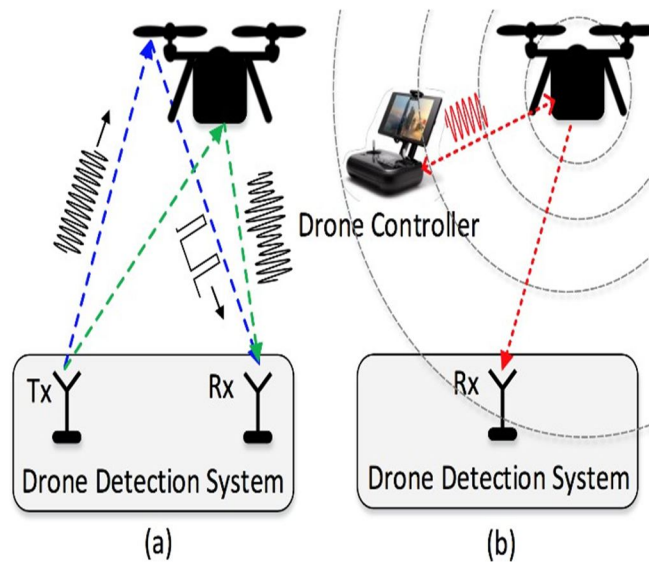 Drone Controller
Tx
Rx
Drone Detection System
(a)
Rx
Drone Detection System
(b)